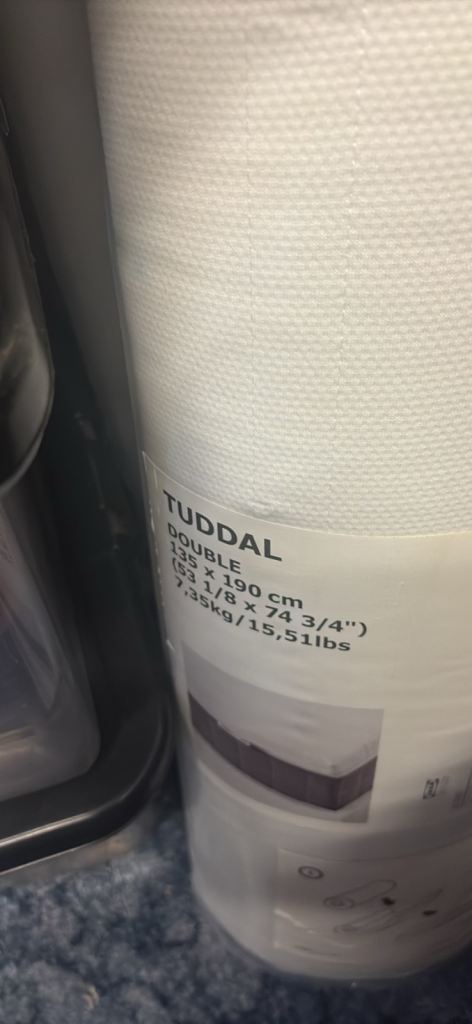 TUDDAL
DOUBLE
135 x 190 cm
(53 1/8 x 74 3/4")
7,35kg/15,51lbs